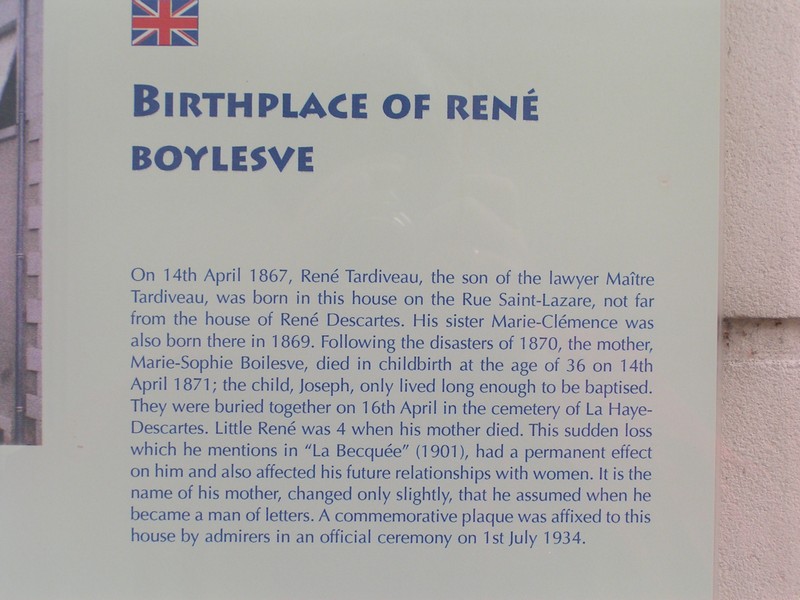 BIRTHPLACE OF RENÉ
BOYLESVE
On 14th April 1867, René Tardiveau, the son of the lawyer Maître
Tardiveau, was born in this house on the Rue Saint-Lazare, not far
from the house of René Descartes. His sister Marie-Clémence was
also born there in 1869. Following the disasters of 1870, the mother,
Marie-Sophie Boilesve, died in childbirth at the age of 36 on 14th
April 1871; the child, Joseph, only lived long enough to be baptised.
They were buried together on 16th April in the cemetery of La Haye-
Descartes. Little René was 4 when his mother died. This sudden loss
which he mentions in “La Becquée” (1901), had a permanent effect
on him and also affected his future relationships with women. It is the
name of his mother, changed only slightly, that he assumed when he
became a man of letters. A commemorative plaque was affixed to this
house by admirers in an official ceremony on 1st July 1934.